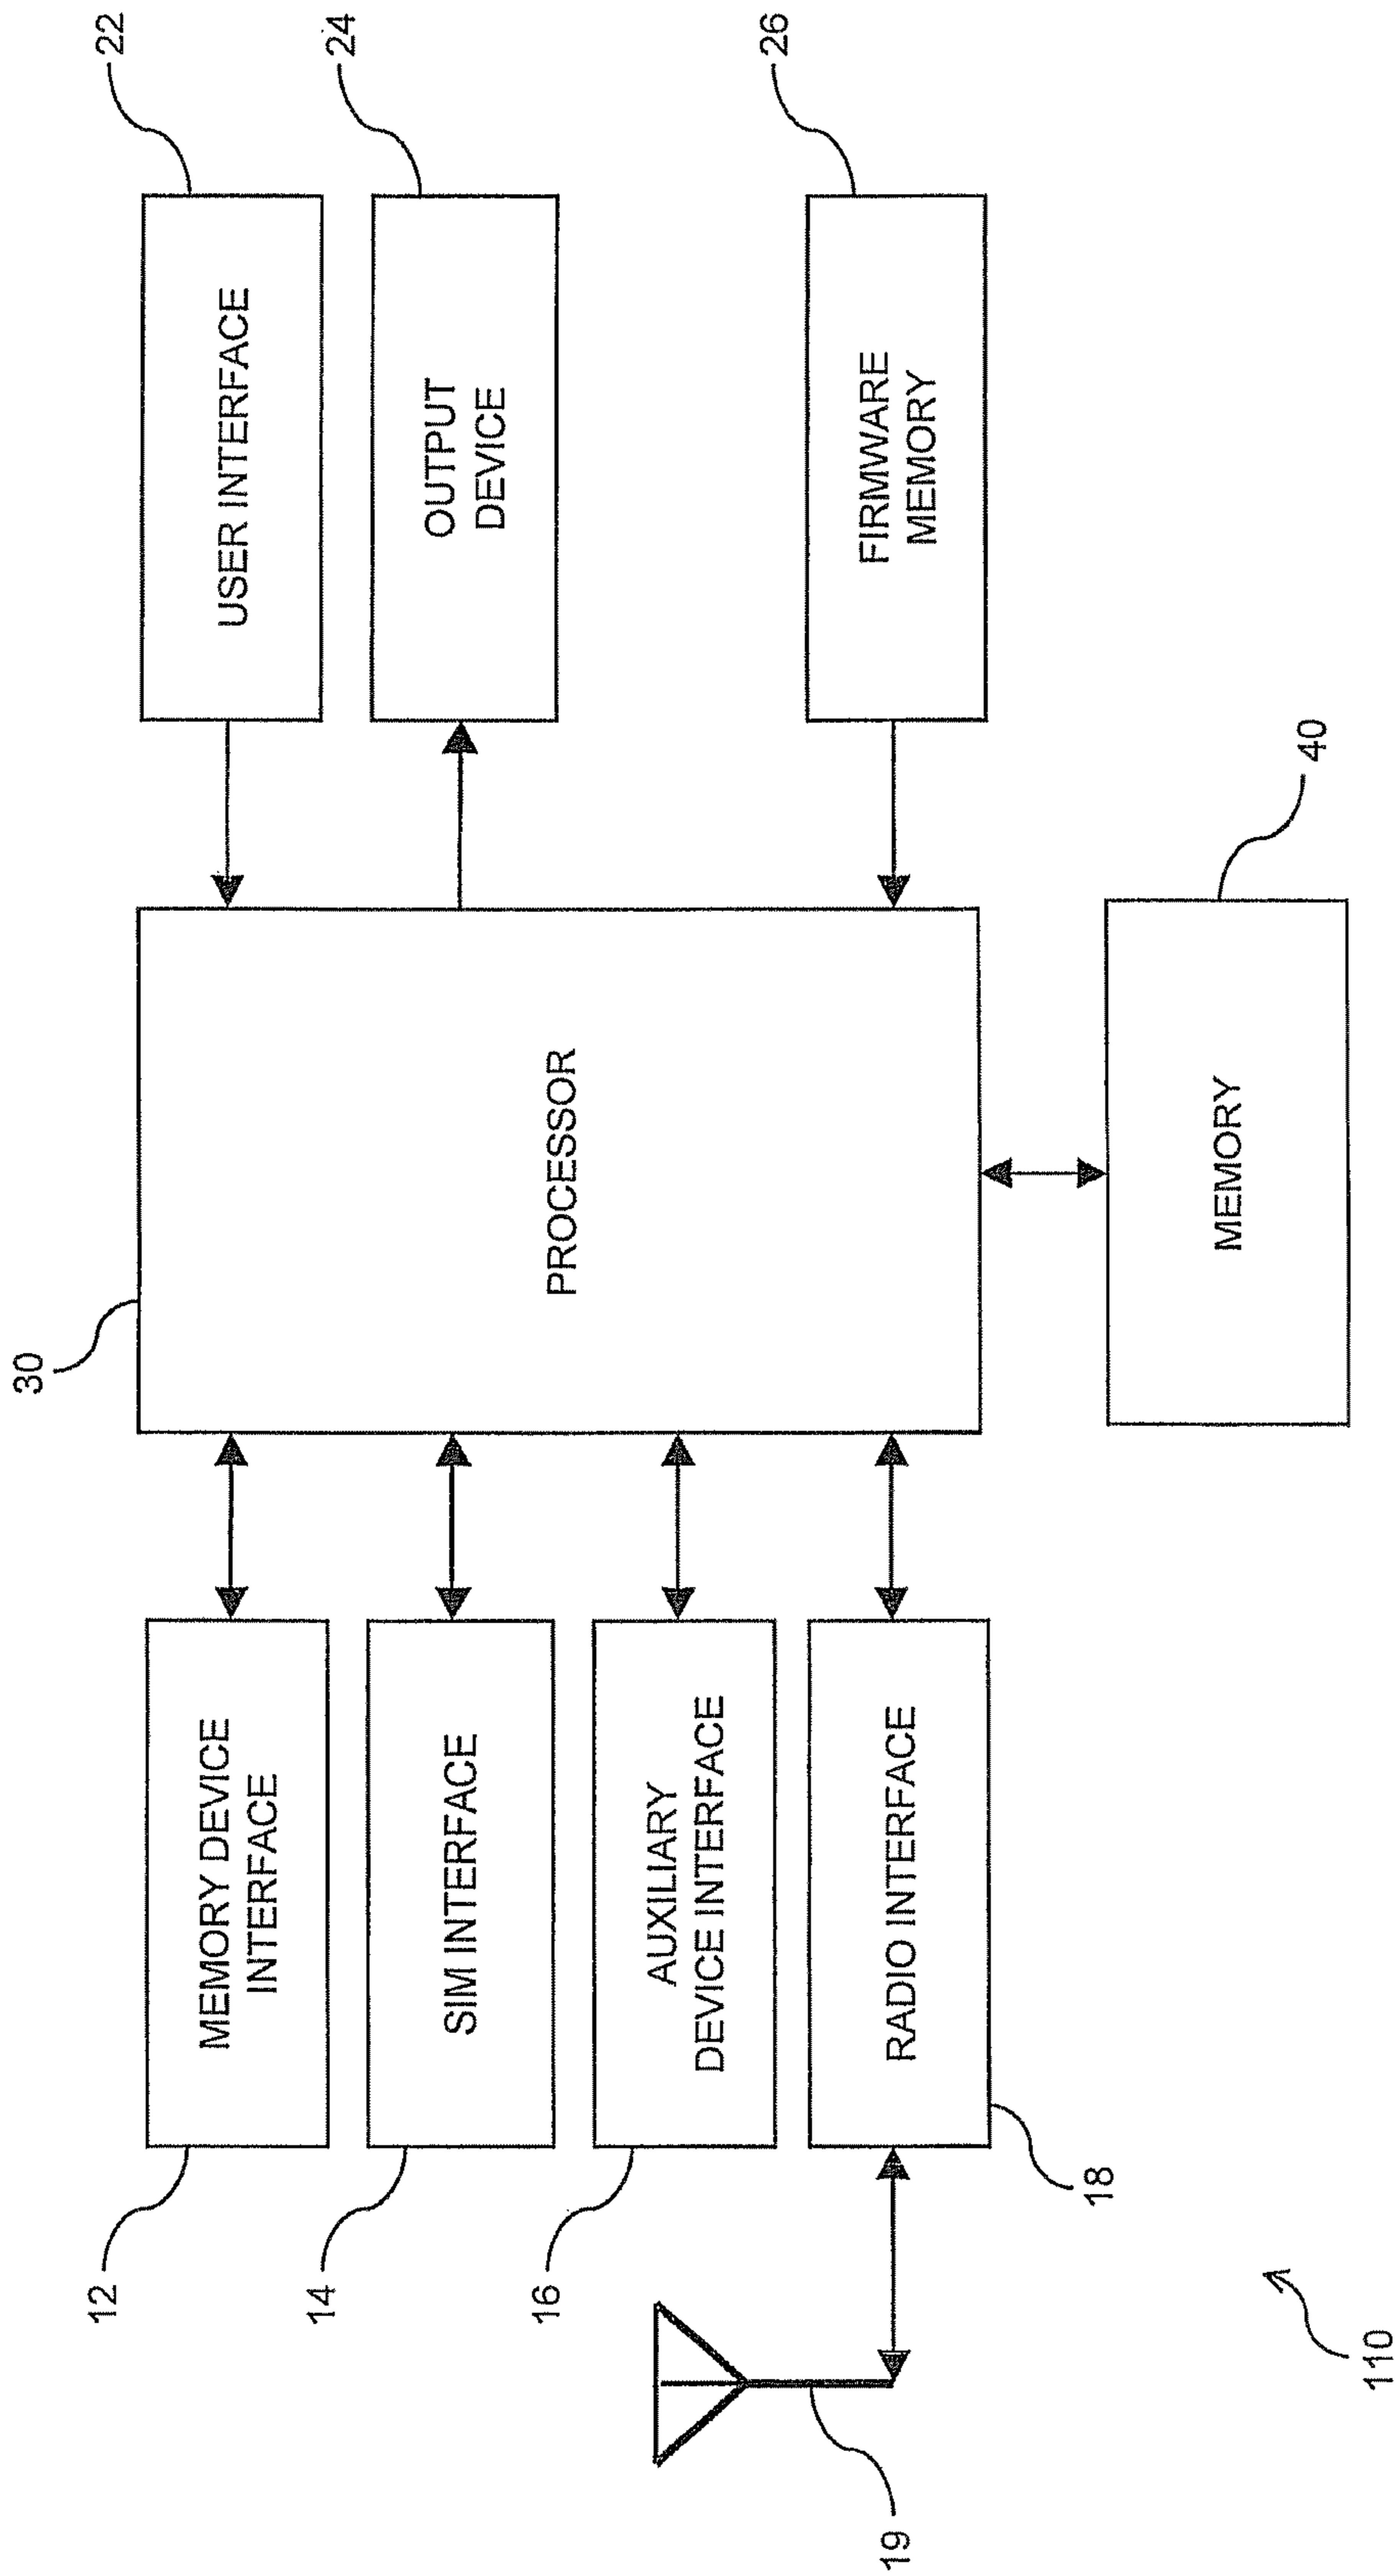 30
12
MEMORY DEVICE
INTERFACE
14
SIM INTERFACE
16
AUXILIARY
DEVICE INTERFACE
19
RADIO INTERFACE
18
PROCESSOR
22
USER INTERFACE
24
OUTPUT
DEVICE
26
FIRMWARE
MEMORY
40
MEMORY
110